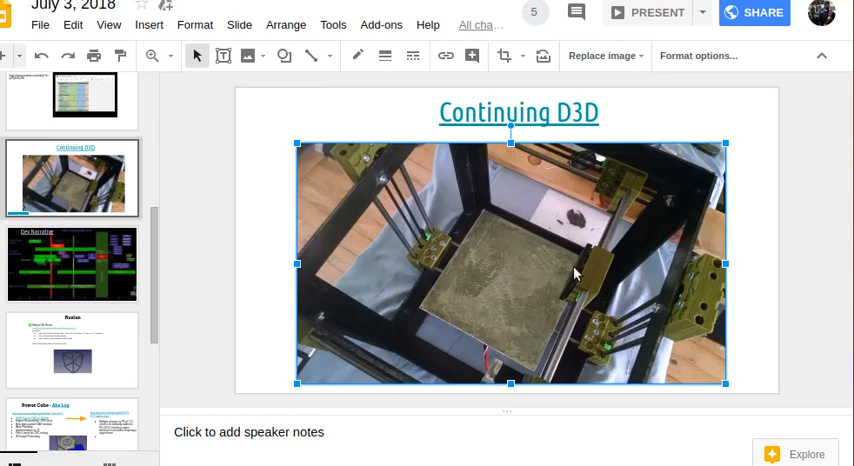 July 3, 2018
File Edit View Insert Format Slide Arrange Tools Add-ons Help All cha...
5
PRESENT
SHARE
Replace image
Format options...
Continuing D3D
Continuing D3D
Dev Narrative
Ruslan
Power Cube - Abe Log
Click to add speaker notes
Explore